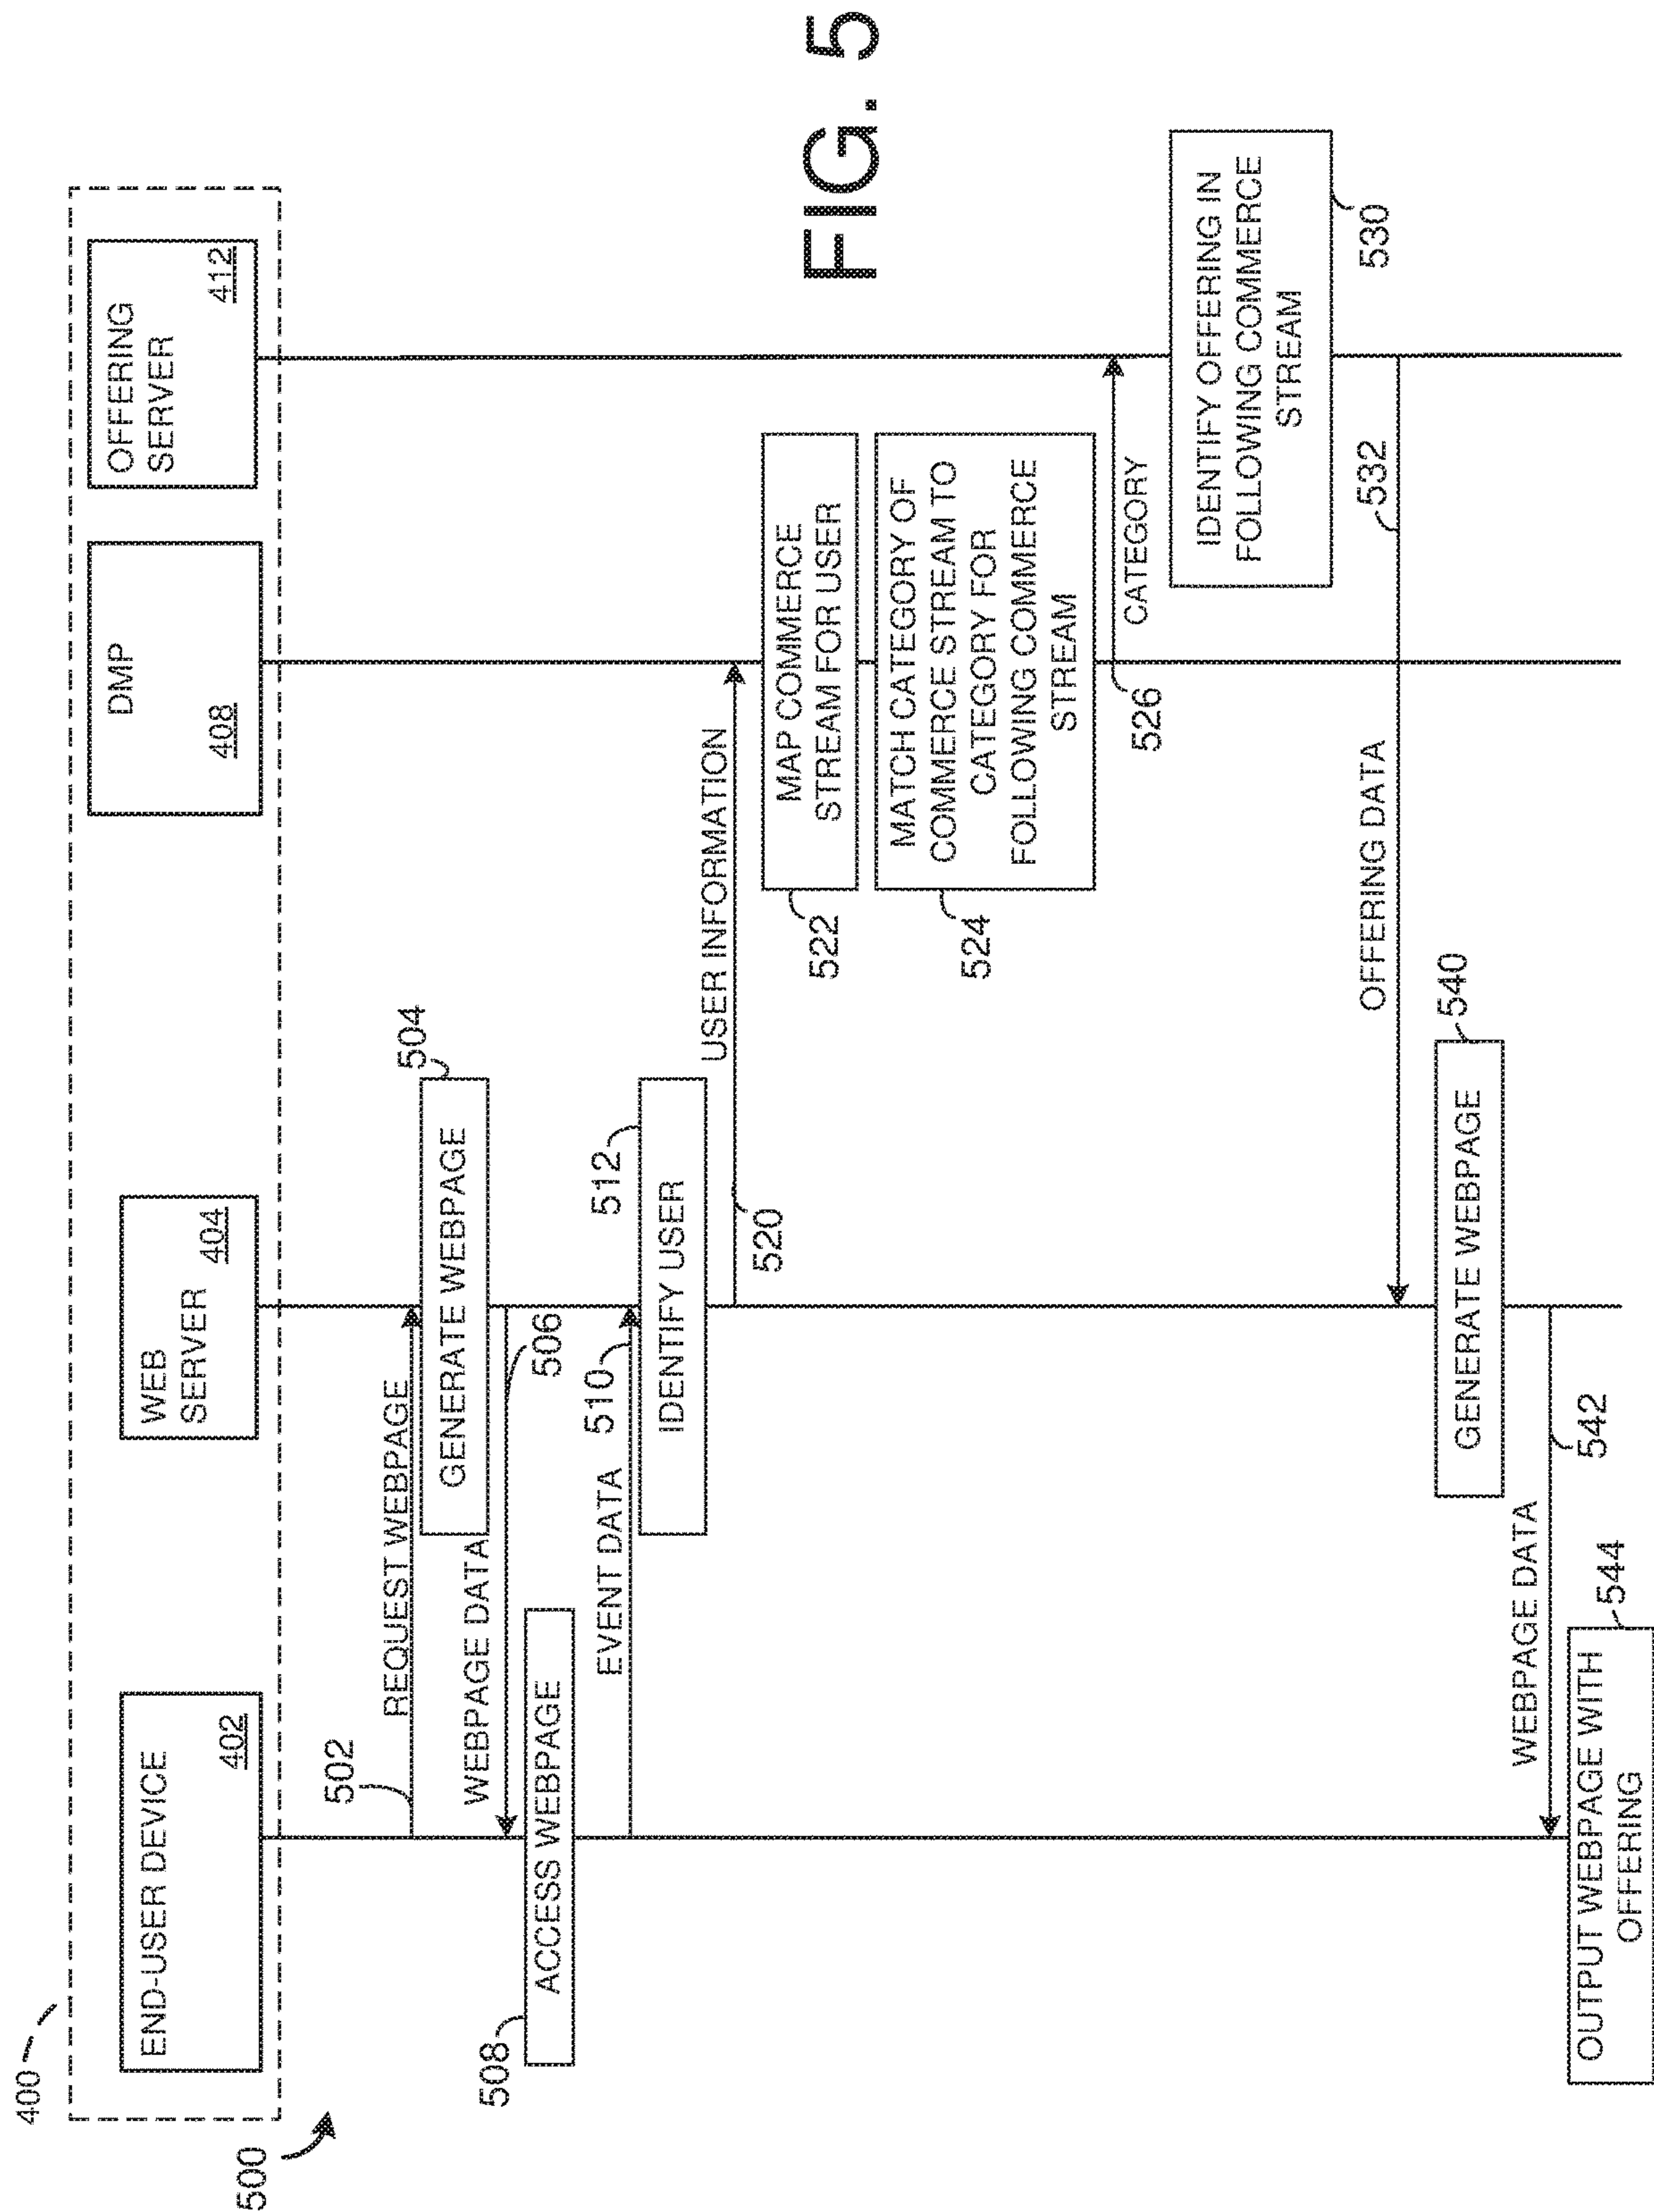 400
500
END-USER DEVICE
402
WEB
SERVER
404
DMP
408
OFFERING
SERVER
412
502
REQUEST WEBPAGE
504
GENERATE WEBPAGE
WEBPAGE DATA
506
508
ACCESS WEBPAGE
EVENT DATA
510
512
IDENTIFY USER
USER INFORMATION
520
522
MAP COMMERCE
STREAM FOR USER
524
MATCH CATEGORY OF
COMMERCE STREAM TO
CATEGORY FOR
FOLLOWING COMMERCE
STREAM
526
CATEGORY
IDENTIFY OFFERING IN
FOLLOWING COMMERCE
STREAM
530
OFFERING DATA
532
540
GENERATE WEBPAGE
WEBPAGE DATA
542
544
OUTPUT WEBPAGE WITH
OFFERING
FIG. 5